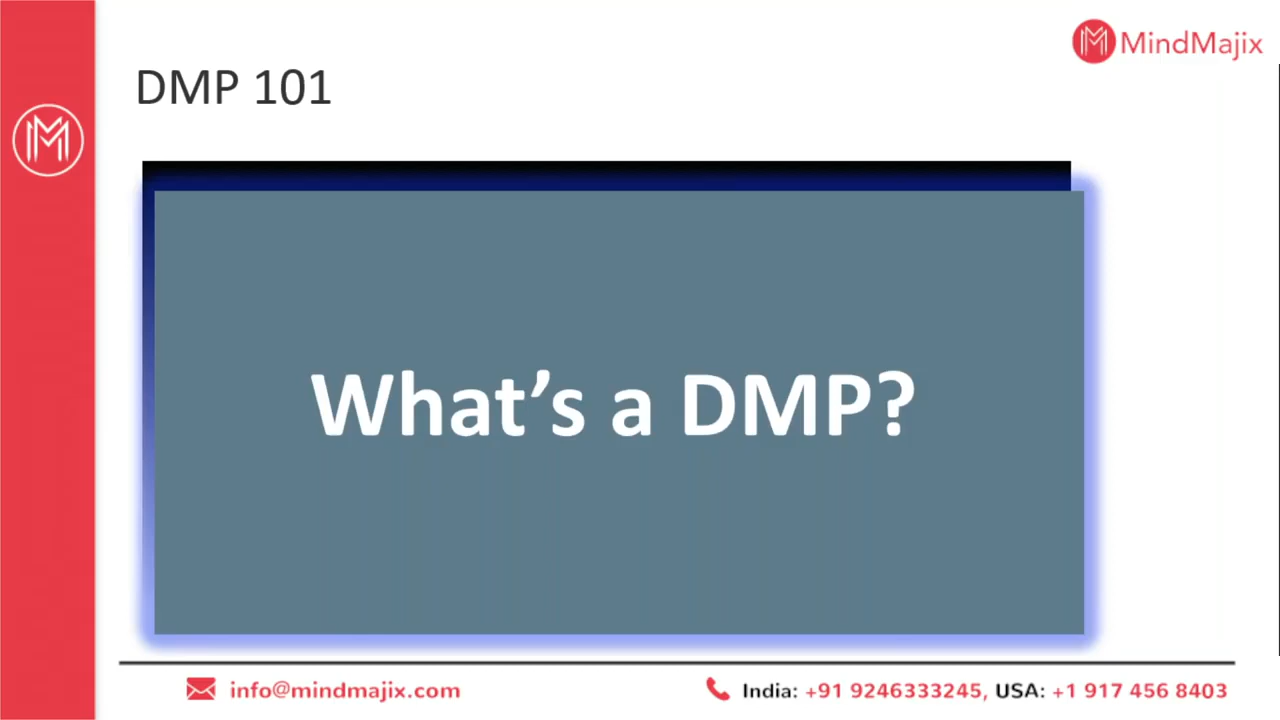 MindMajix
DMP 101
What's a DMP?
info@mindmajix.com
India: +91 9246333245, USA: +1 917 456 8403